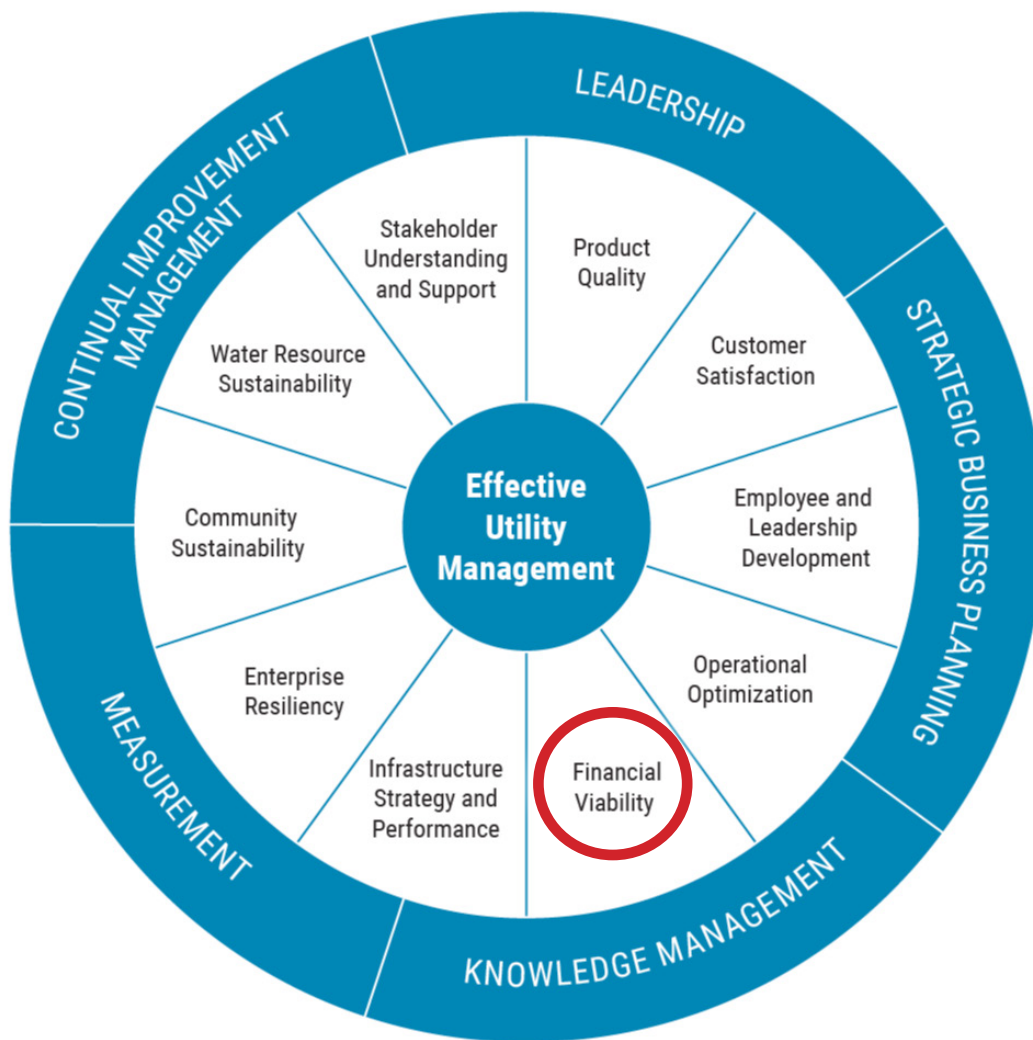 LEADERSHIP
STRATEGIC BUSINESS PLANNING
KNOWLEDGE MANAGEMENT
MEASUREMENT
CONTINUAL IMPROVEMENT
MANAGEMENT
Product
Quality
Customer
Satisfaction
Employee and
Leadership
Development
Operational
Optimization
Financial
Viability
Infrastructure
Strategy and
Performance
Enterprise
Resiliency
Community
Sustainability
Water Resource
Sustainability
Stakeholder
Understanding
and Support
Effective
Utility
Management